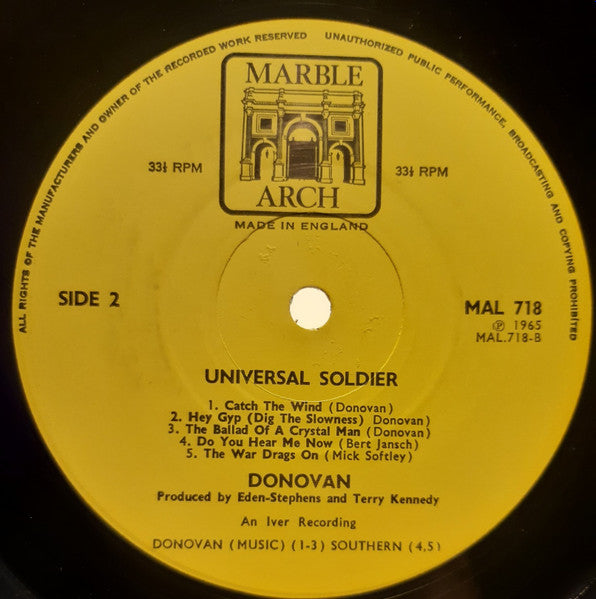 ALL RIGHTS OF THE MANUFACTURERS AND OWNER OF THE RECORDED WORK RESERVED UNAUTHORIZED PUBLIC PERFORMANCE, BROADCASTING AND COPYING PROHIBITED
MARBLE
ARCH
33⅓ RPM
33⅓ RPM
MADE IN ENGLAND
SIDE 2
MAL 718
℗ 1965
MAL.718-B
UNIVERSAL SOLDIER
1. Catch The Wind (Donovan)
2. Hey Gyp (Dig The Slowness) Donovan)
3. The Ballad Of A Crystal Man (Donovan)
4. Do You Hear Me Now (Bert Jansch)
5. The War Drags On (Mick Softley)
DONOVAN
Produced by Eden-Stephens and Terry Kennedy
An Iver Recording
DONOVAN (MUSIC) (1-3) SOUTHERN (4,5)